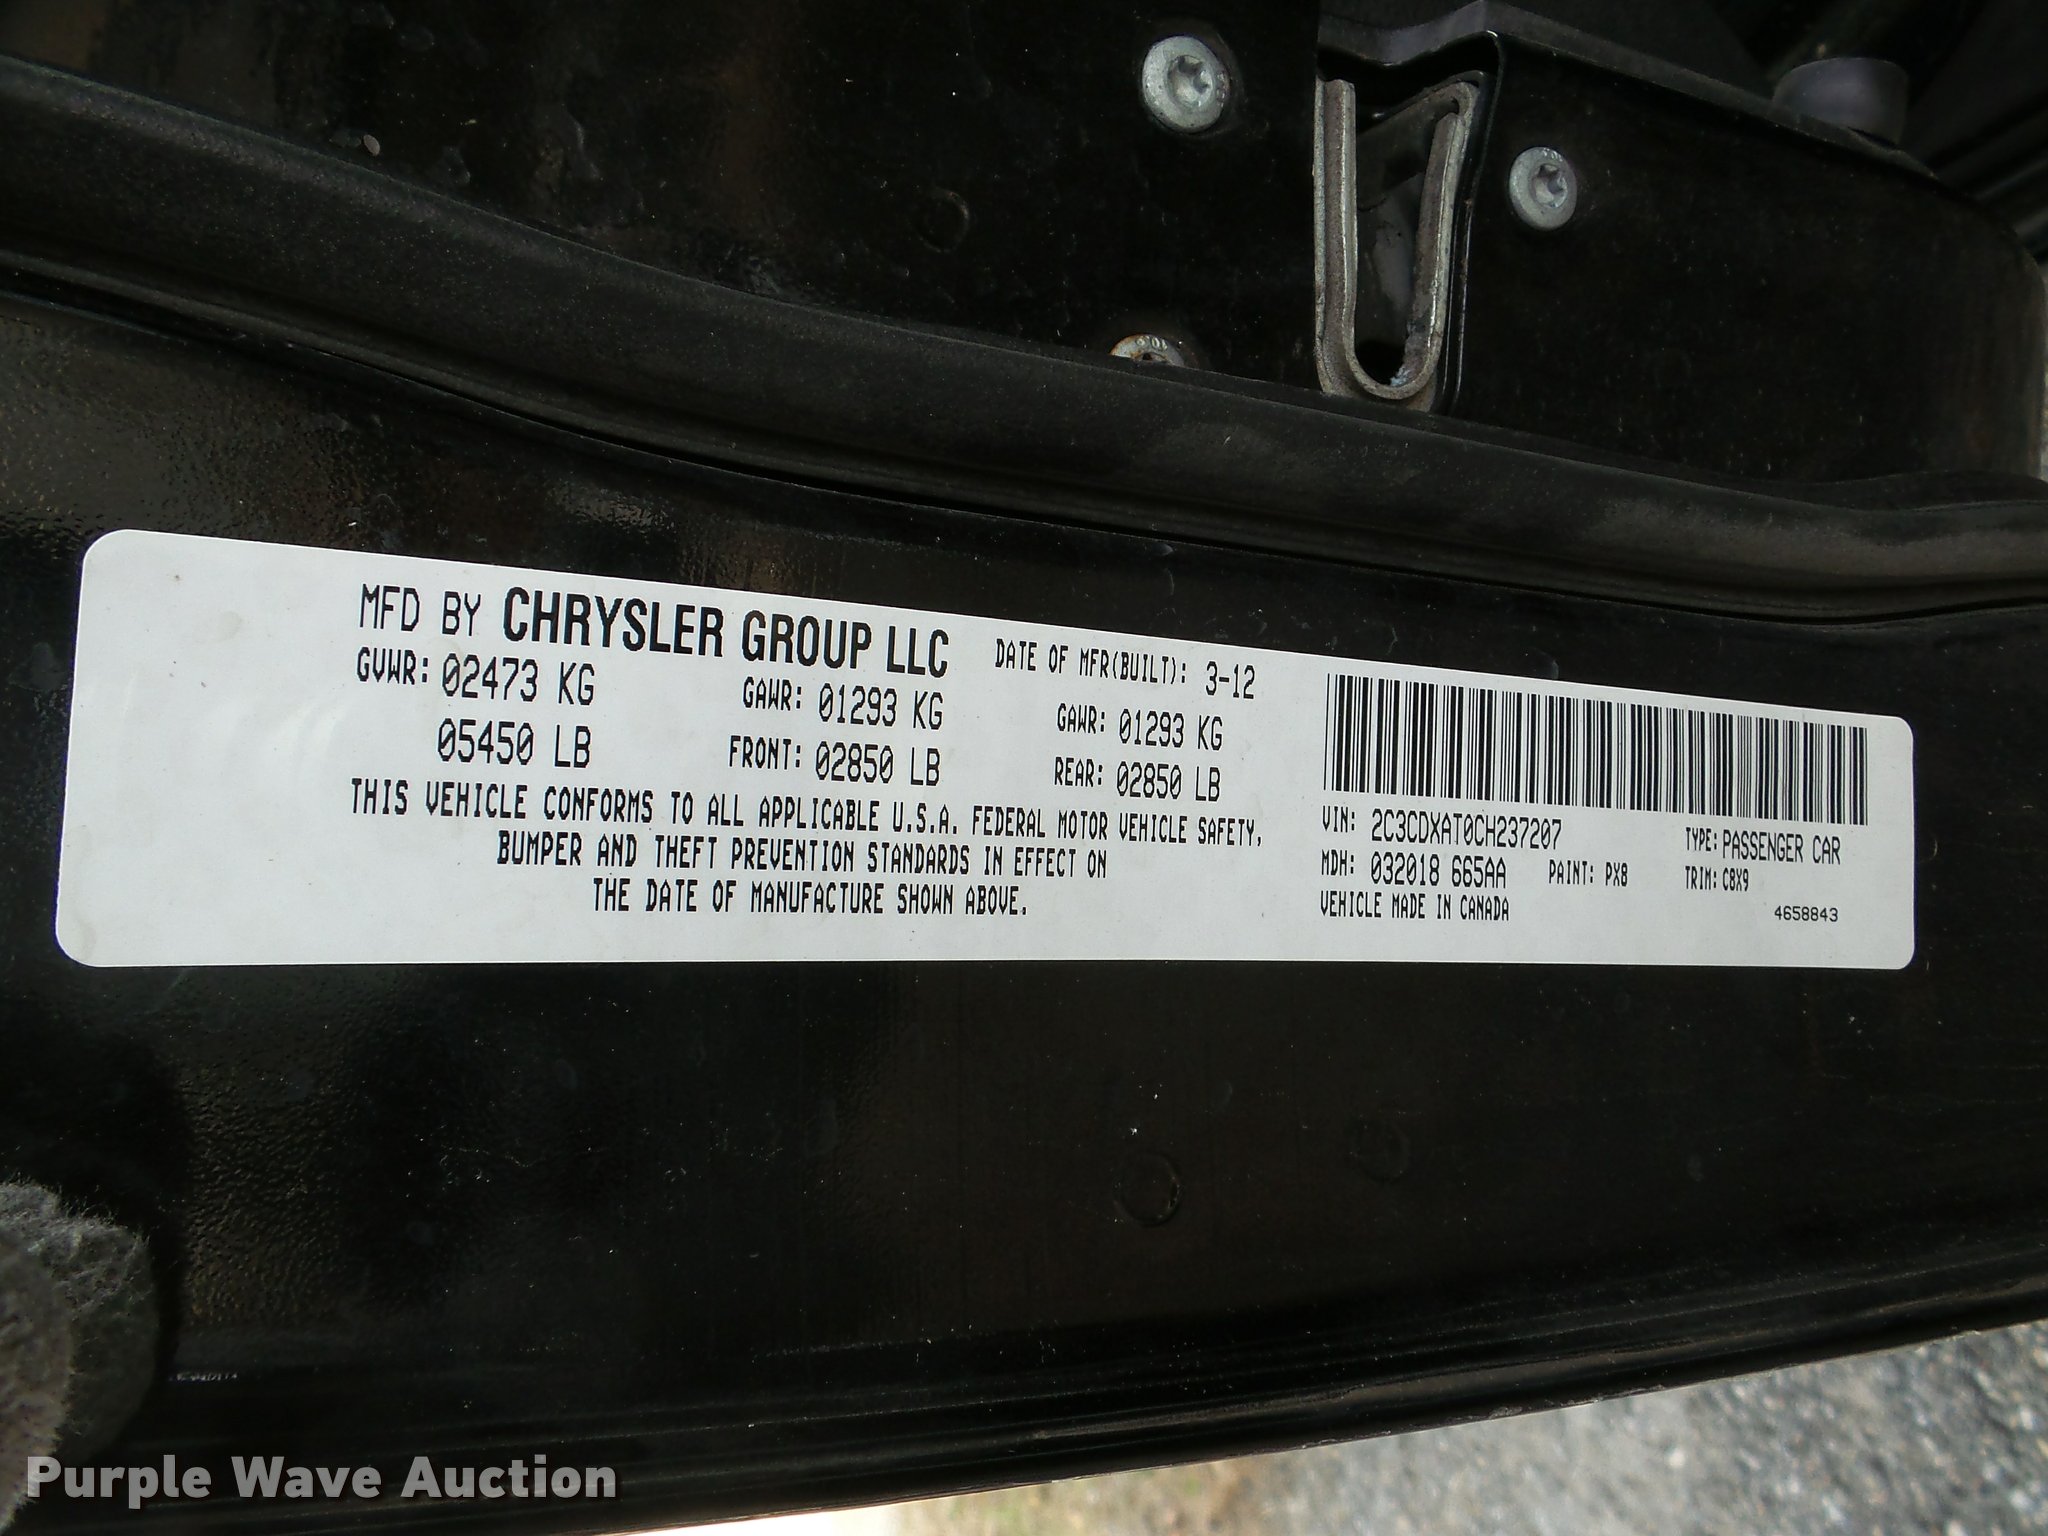 MFD BY CHRYSLER GROUP LLC
DATE OF MFR(BUILT): 3-12
GVWR: 02473 KG
05450 LB
GAWR: 01293 KG
FRONT: 02850 LB
GAWR: 01293 KG
REAR: 02850 LB
THIS VEHICLE CONFORMS TO ALL APPLICABLE U.S.A. FEDERAL MOTOR VEHICLE SAFETY,
BUMPER AND THEFT PREVENTION STANDARDS IN EFFECT ON
THE DATE OF MANUFACTURE SHOWN ABOVE.
VIN: 2C3CDXAT0CH237207
TYPE: PASSENGER CAR
MDH: 032018 665AA
PAINT: PX8
TRIM: C8X9
VEHICLE MADE IN CANADA
4658843
Purple Wave Auction